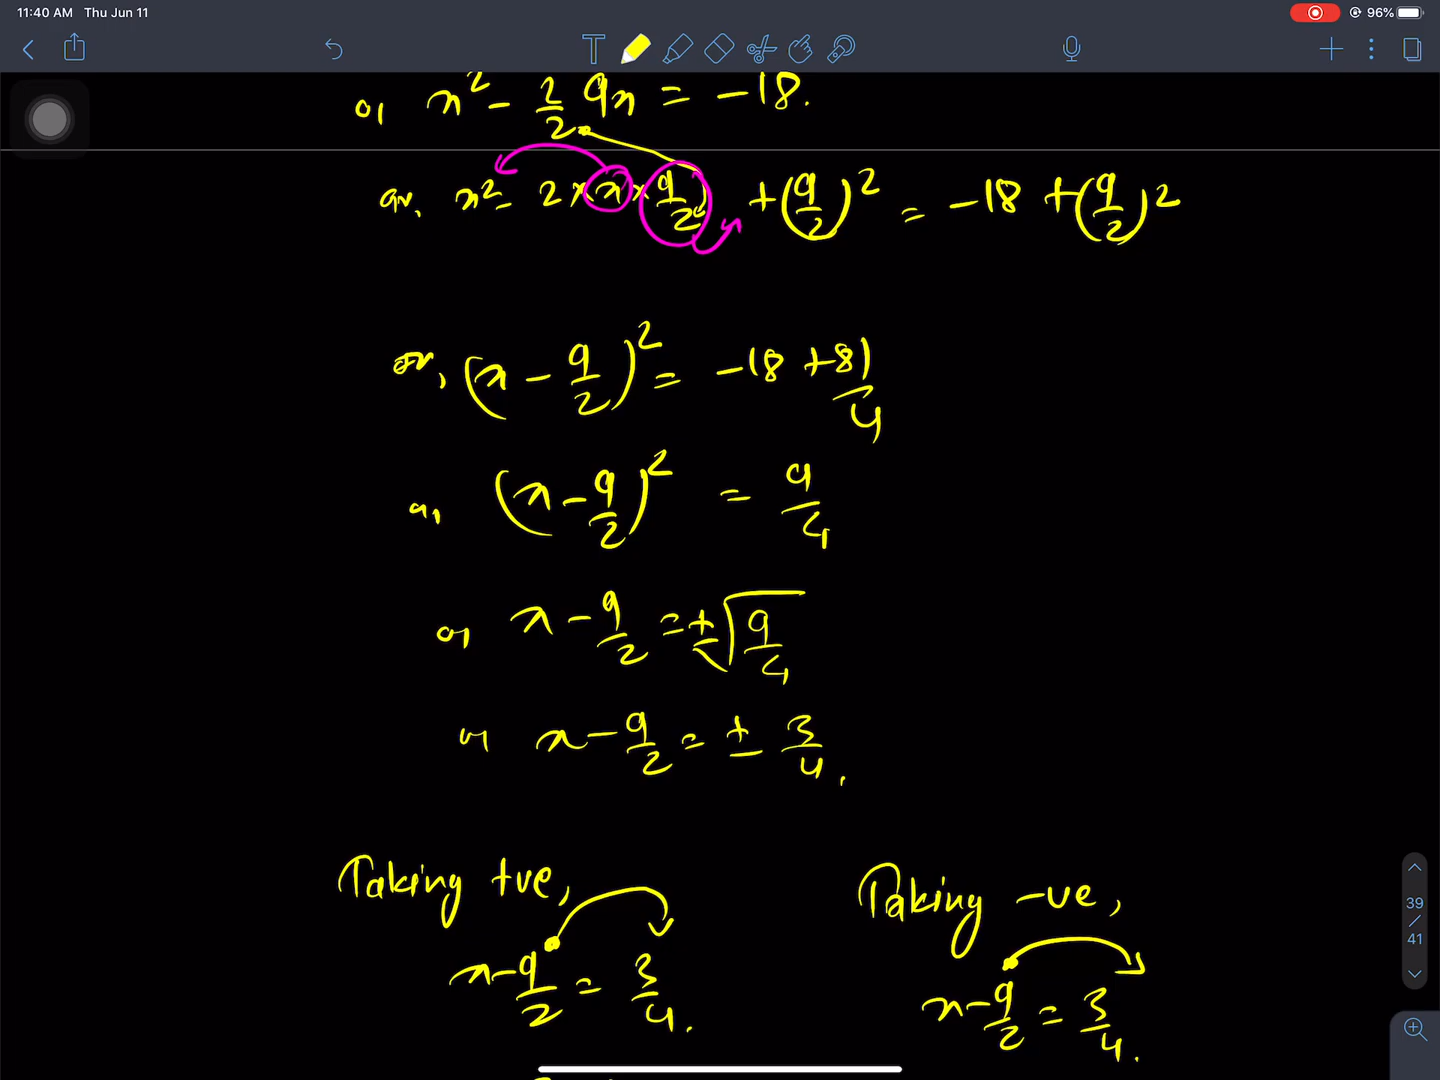 11:40 AM Thu Jun 11
96%
or x² - 2/2 9x = -18.
or, x² - 2 × x × 9/2 + (9/2)² = -18 + (9/2)²
or, (x - 9/2)² = -18 + 81/4
or (x - 9/2)² = 9/4
or x - 9/2 = ± √9/4
or x - 9/2 = ± 3/4.
Taking +ve,
x - 9/2 = 3/4.
Taking -ve,
x - 9/2 = 3/4.
39
/
41